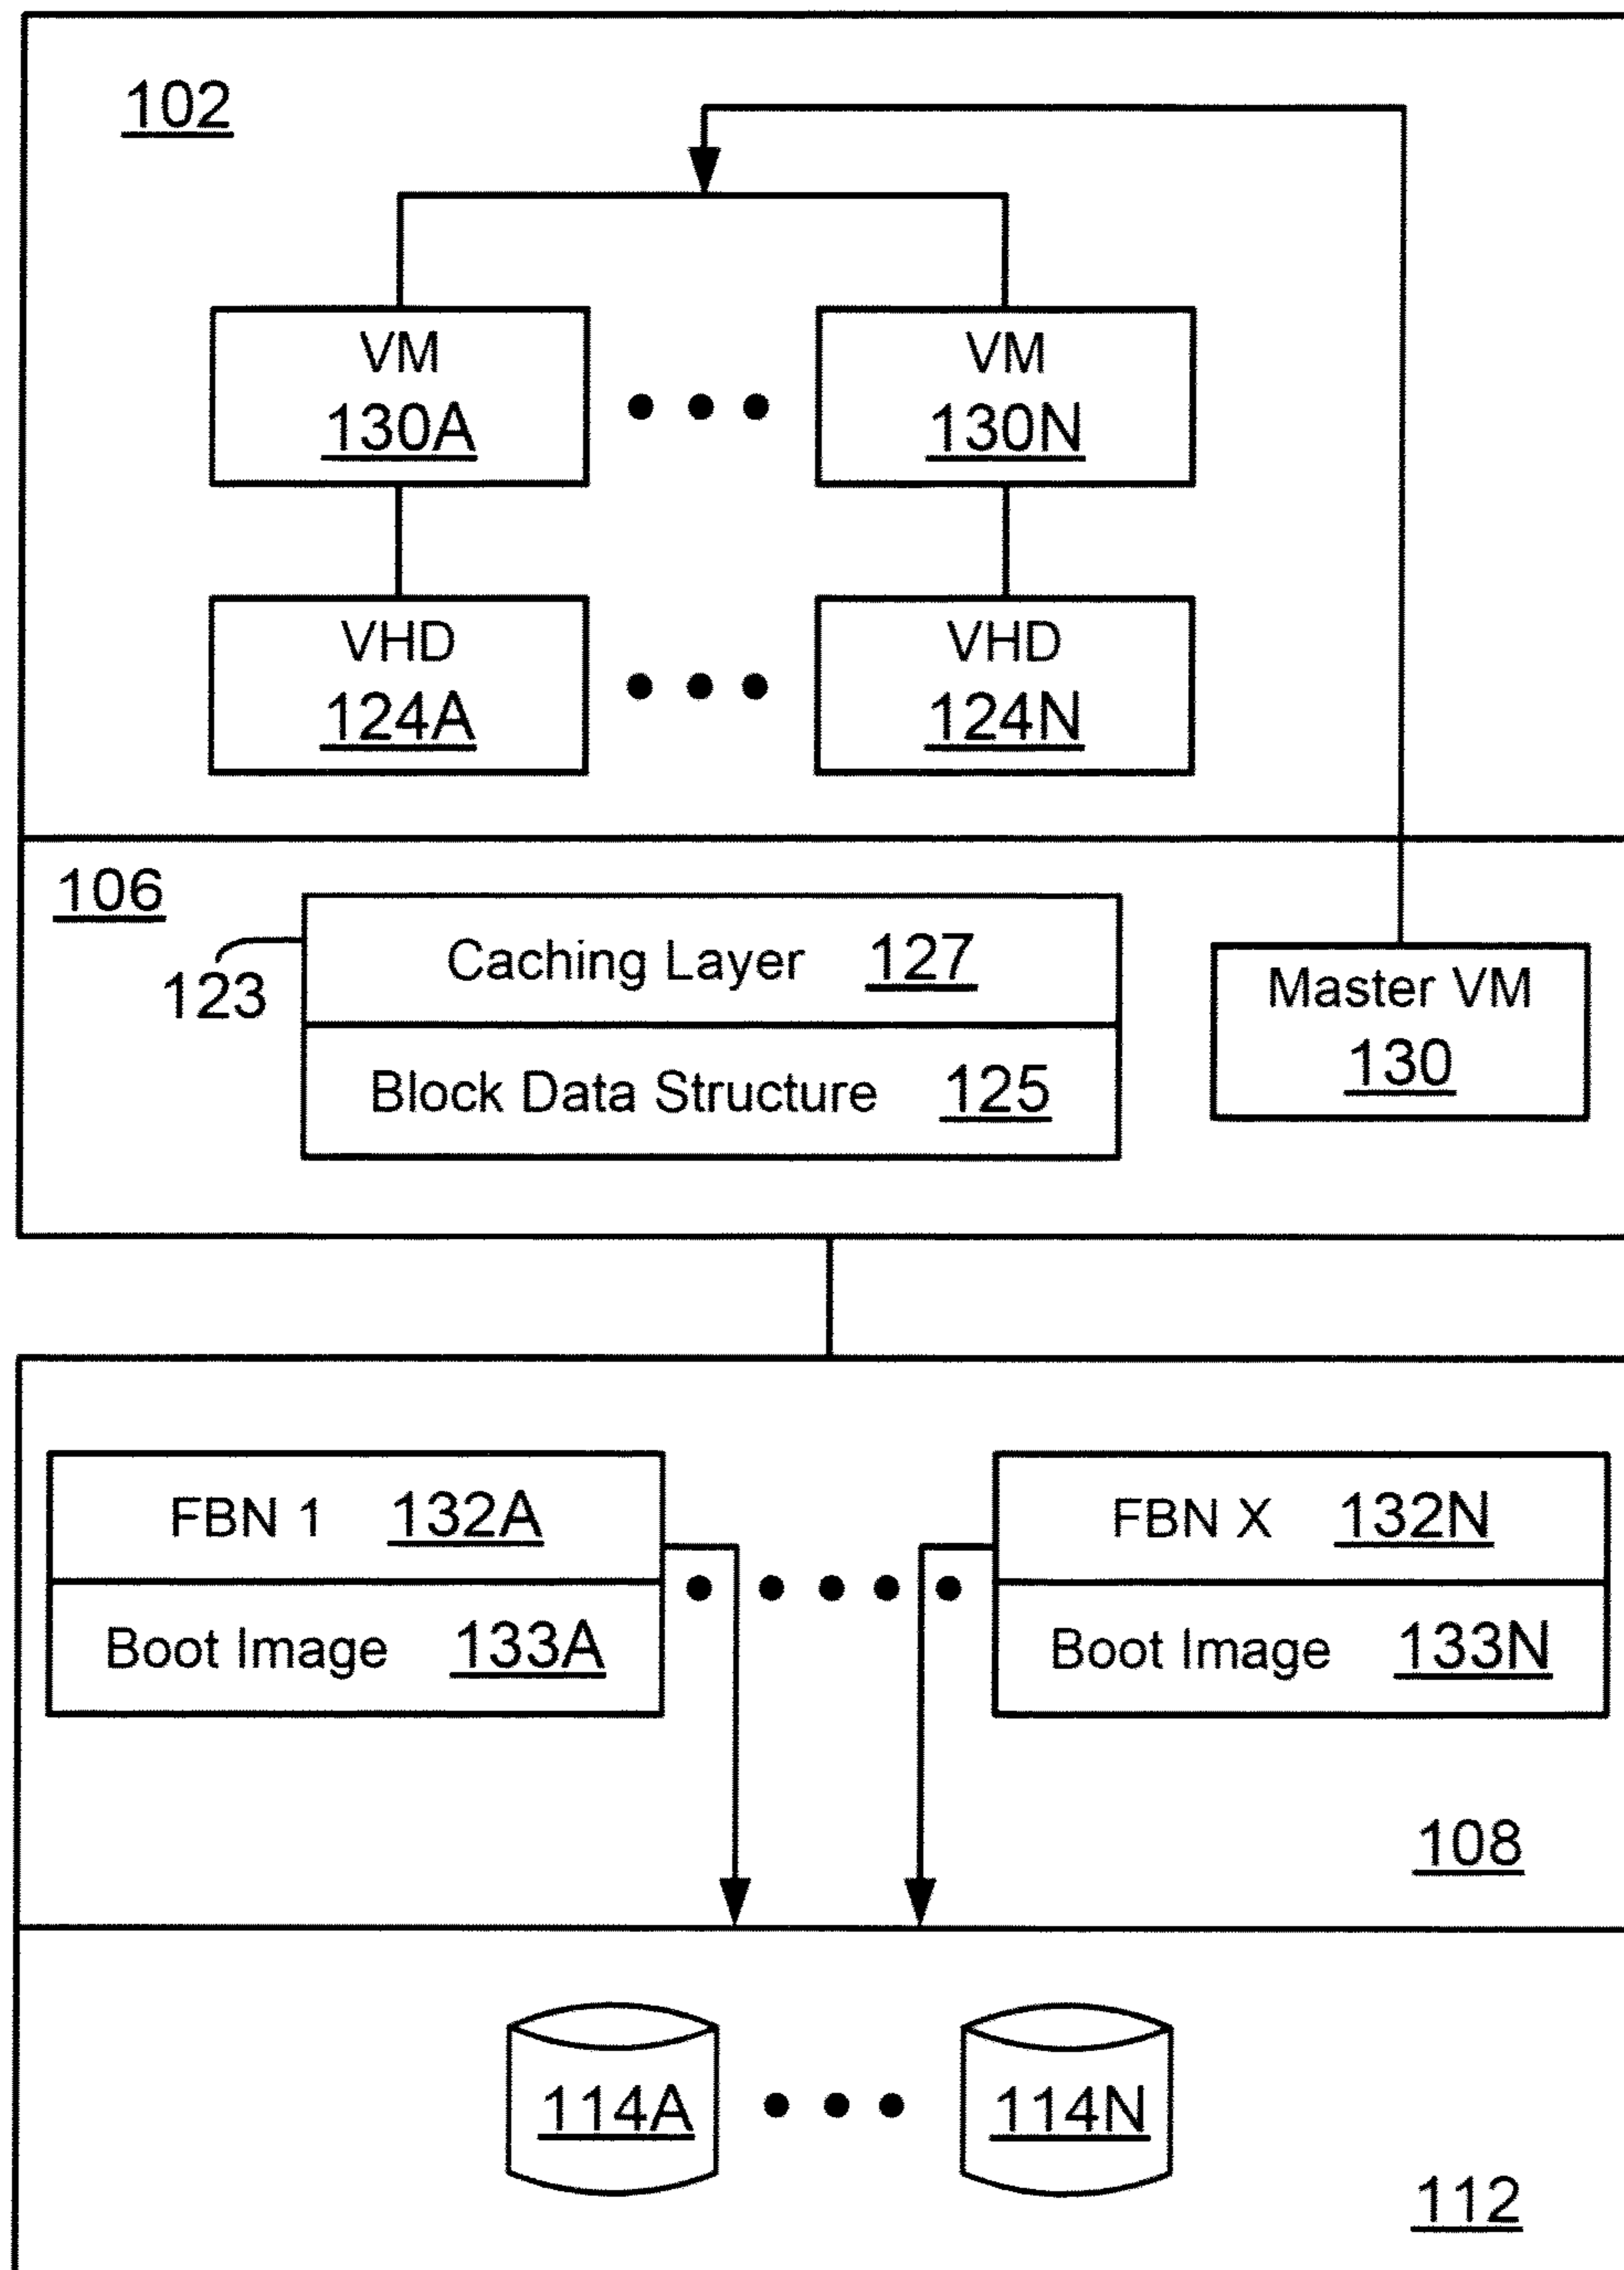 102
VM
130A
VM
130N
VHD
124A
VHD
124N
106
123
Caching Layer 127
Block Data Structure 125
Master VM
130
FBN 1 132A
Boot Image 133A
FBN X 132N
Boot Image 133N
108
114A
114N
112